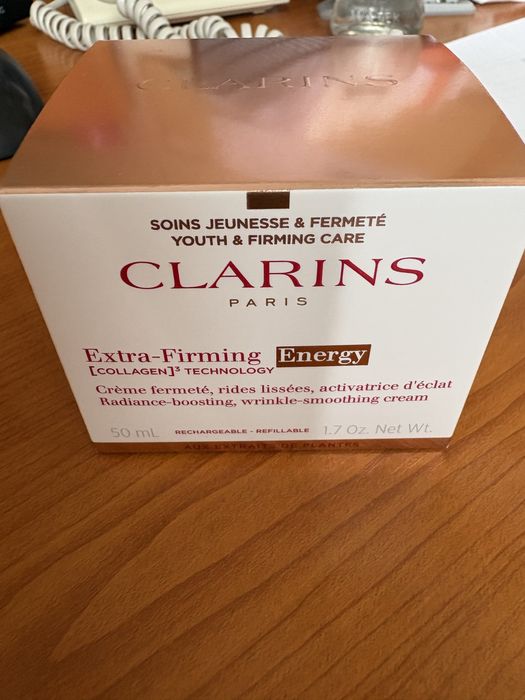 CLARINS
SOINS JEUNESSE & FERMETÉ
YOUTH & FIRMING CARE
CLARINS
PARIS
Extra-Firming Energy
[COLLAGEN]³ TECHNOLOGY
Crème fermeté, rides lissées, activatrice d'éclat
Radiance-boosting, wrinkle-smoothing cream
50 mL RECHARGEABLE - REFILLABLE 1.7 Oz. Net Wt.
AUX EXTRAITS DE PLANTES